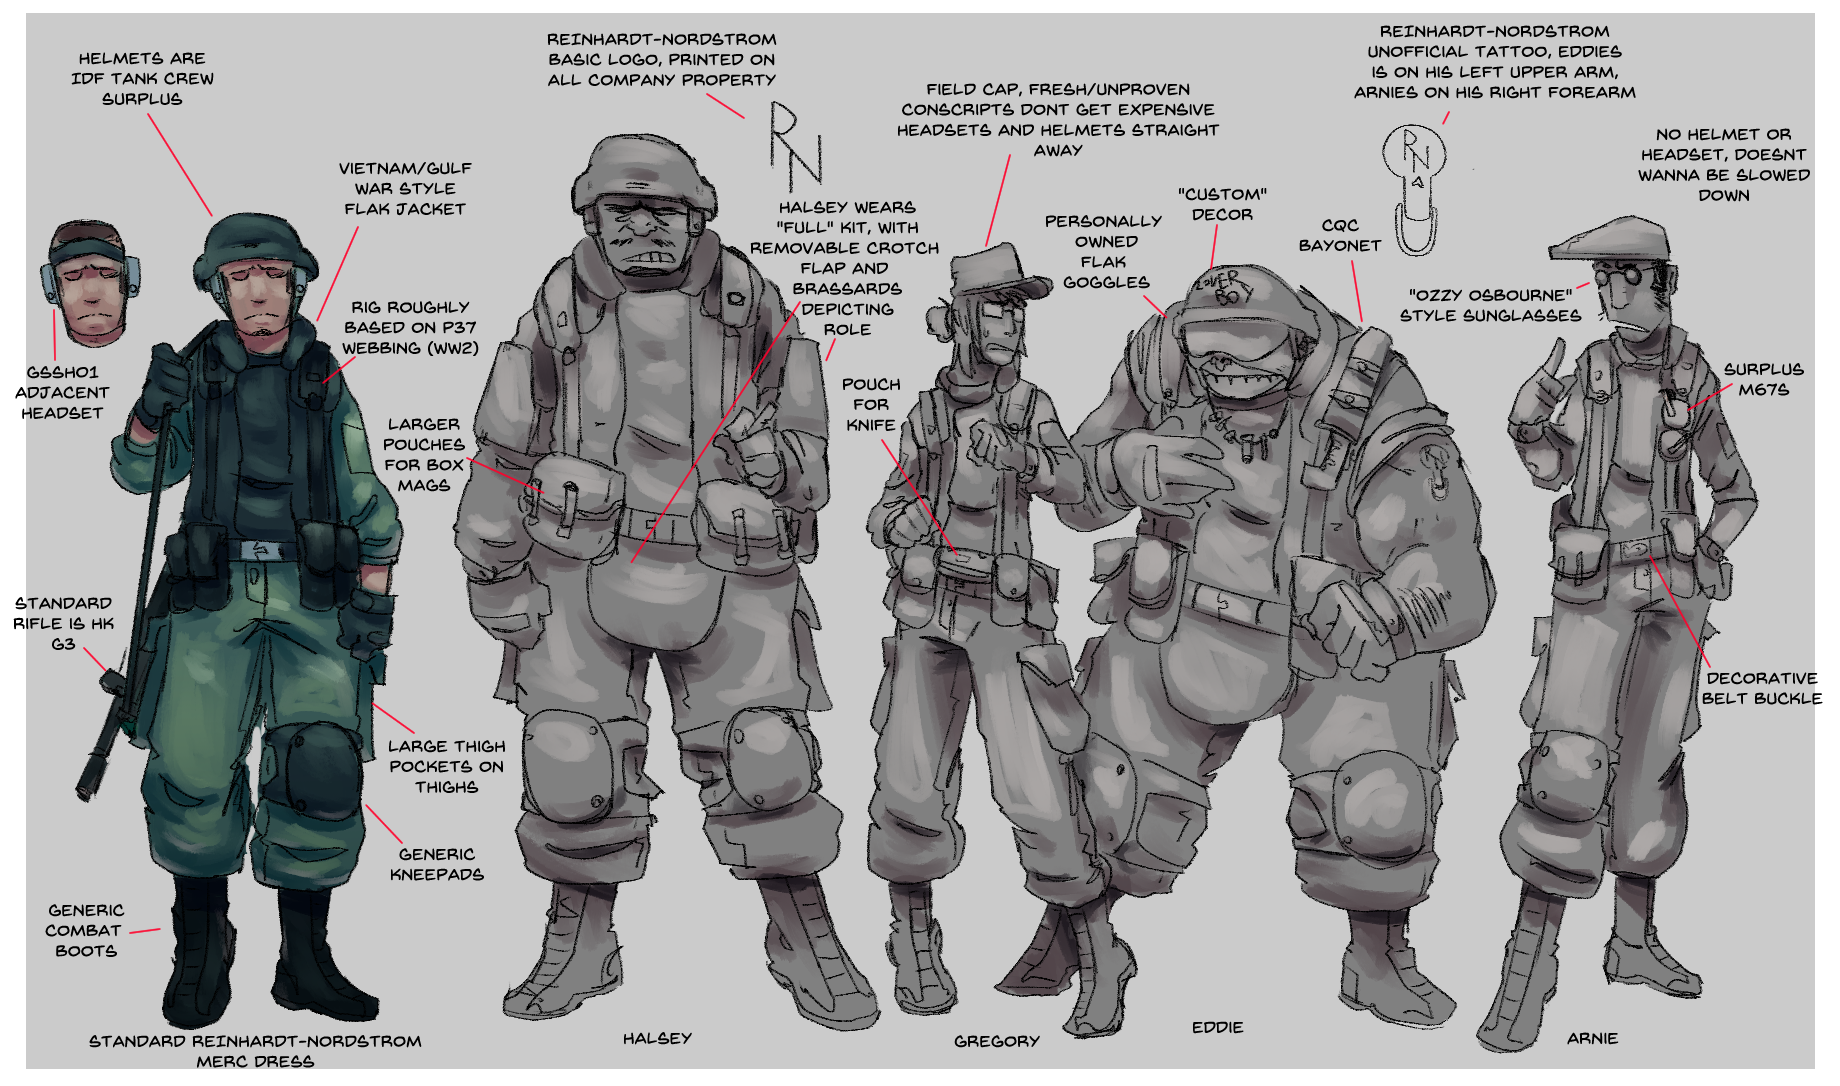 HELMETS ARE
IDF TANK CREW
SURPLUS
REINHARDT-NORDSTROM
BASIC LOGO, PRINTED ON
ALL COMPANY PROPERTY
RN
FIELD CAP, FRESH/UNPROVEN
CONSCRIPTS DONT GET EXPENSIVE
HEADSETS AND HELMETS STRAIGHT
AWAY
REINHARDT-NORDSTROM
UNOFFICIAL TATTOO, EDDIES
IS ON HIS LEFT UPPER ARM,
ARNIES ON HIS RIGHT FOREARM
RN
NO HELMET OR
HEADSET, DOESNT
WANNA BE SLOWED
DOWN
VIETNAM/GULF
WAR STYLE
FLAK JACKET
HALSEY WEARS
"FULL" KIT, WITH
REMOVABLE CROTCH
FLAP AND
BRASSARDS
DEPICTING
ROLE
PERSONALLY
OWNED
FLAK
GOGGLES
"CUSTOM"
DECOR
CQC
BAYONET
LOVER
BOY
"OZZY OSBOURNE"
STYLE SUNGLASSES
RIG ROUGHLY
BASED ON P37
WEBBING (WW2)
GSSH01
ADJACENT
HEADSET
POUCH
FOR
KNIFE
SURPLUS
M67S
LARGER
POUCHES
FOR BOX
MAGS
RN
STANDARD
RIFLE IS HK
G3
DECORATIVE
BELT BUCKLE
LARGE THIGH
POCKETS ON
THIGHS
GENERIC
KNEEPADS
GENERIC
COMBAT
BOOTS
STANDARD REINHARDT-NORDSTROM
MERC DRESS
HALSEY
GREGORY
EDDIE
ARNIE